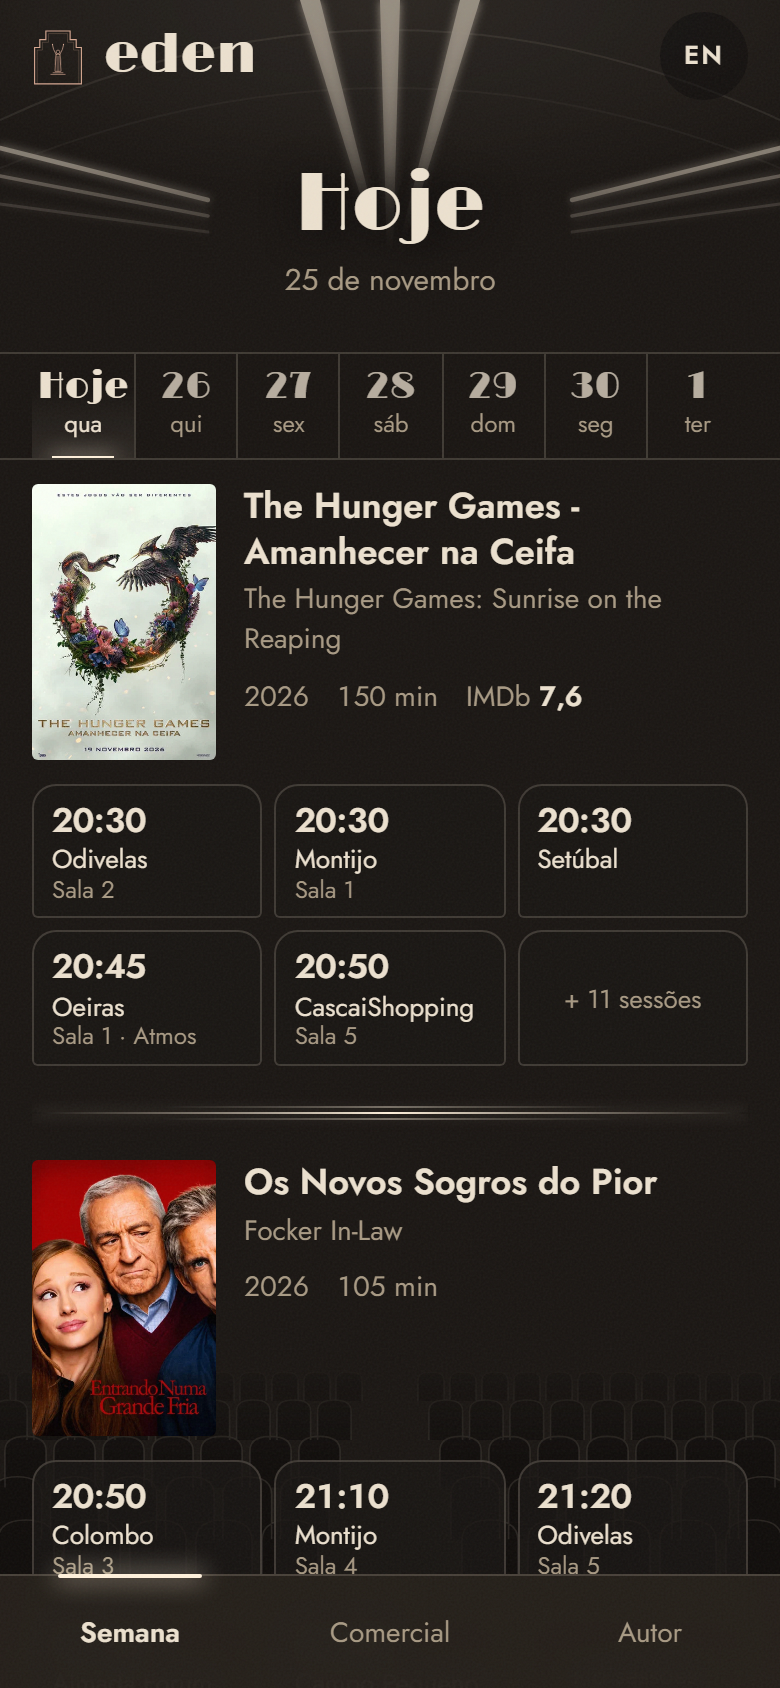 eden
EN
Hoje
25 de novembro
Hoje 26 27 28 29 30 1
qua qui sex sáb dom seg ter
ESTES JOGOS VÃO SER DIFERENTES
THE HUNGER GAMES
AMANHECER NA CEIFA
19 NOVEMBRO 2026
The Hunger Games -
Amanhecer na Ceifa
The Hunger Games: Sunrise on the
Reaping
2026 150 min IMDb 7,6
20:30 20:30 20:30
Odivelas Montijo Setúbal
Sala 2 Sala 1
20:45 20:50
Oeiras CascaiShopping + 11 sessões
Sala 1 · Atmos Sala 5
Entrando Numa
Grande Fria
Os Novos Sogros do Pior
Focker In-Law
2026 105 min
20:50 21:10 21:20
Colombo Montijo Odivelas
Sala 3 Sala 4 Sala 5
Semana Comercial Autor